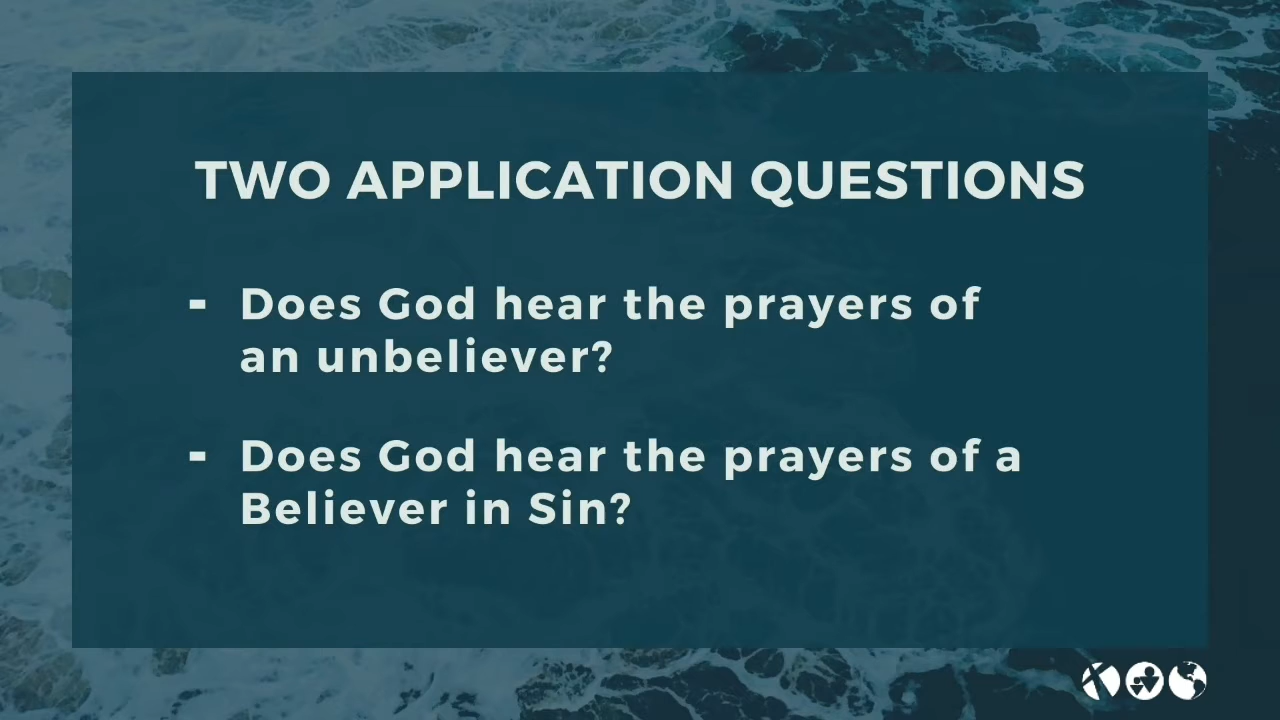 TWO APPLICATION QUESTIONS
- Does God hear the prayers of
an unbeliever?
- Does God hear the prayers of a
Believer in Sin?